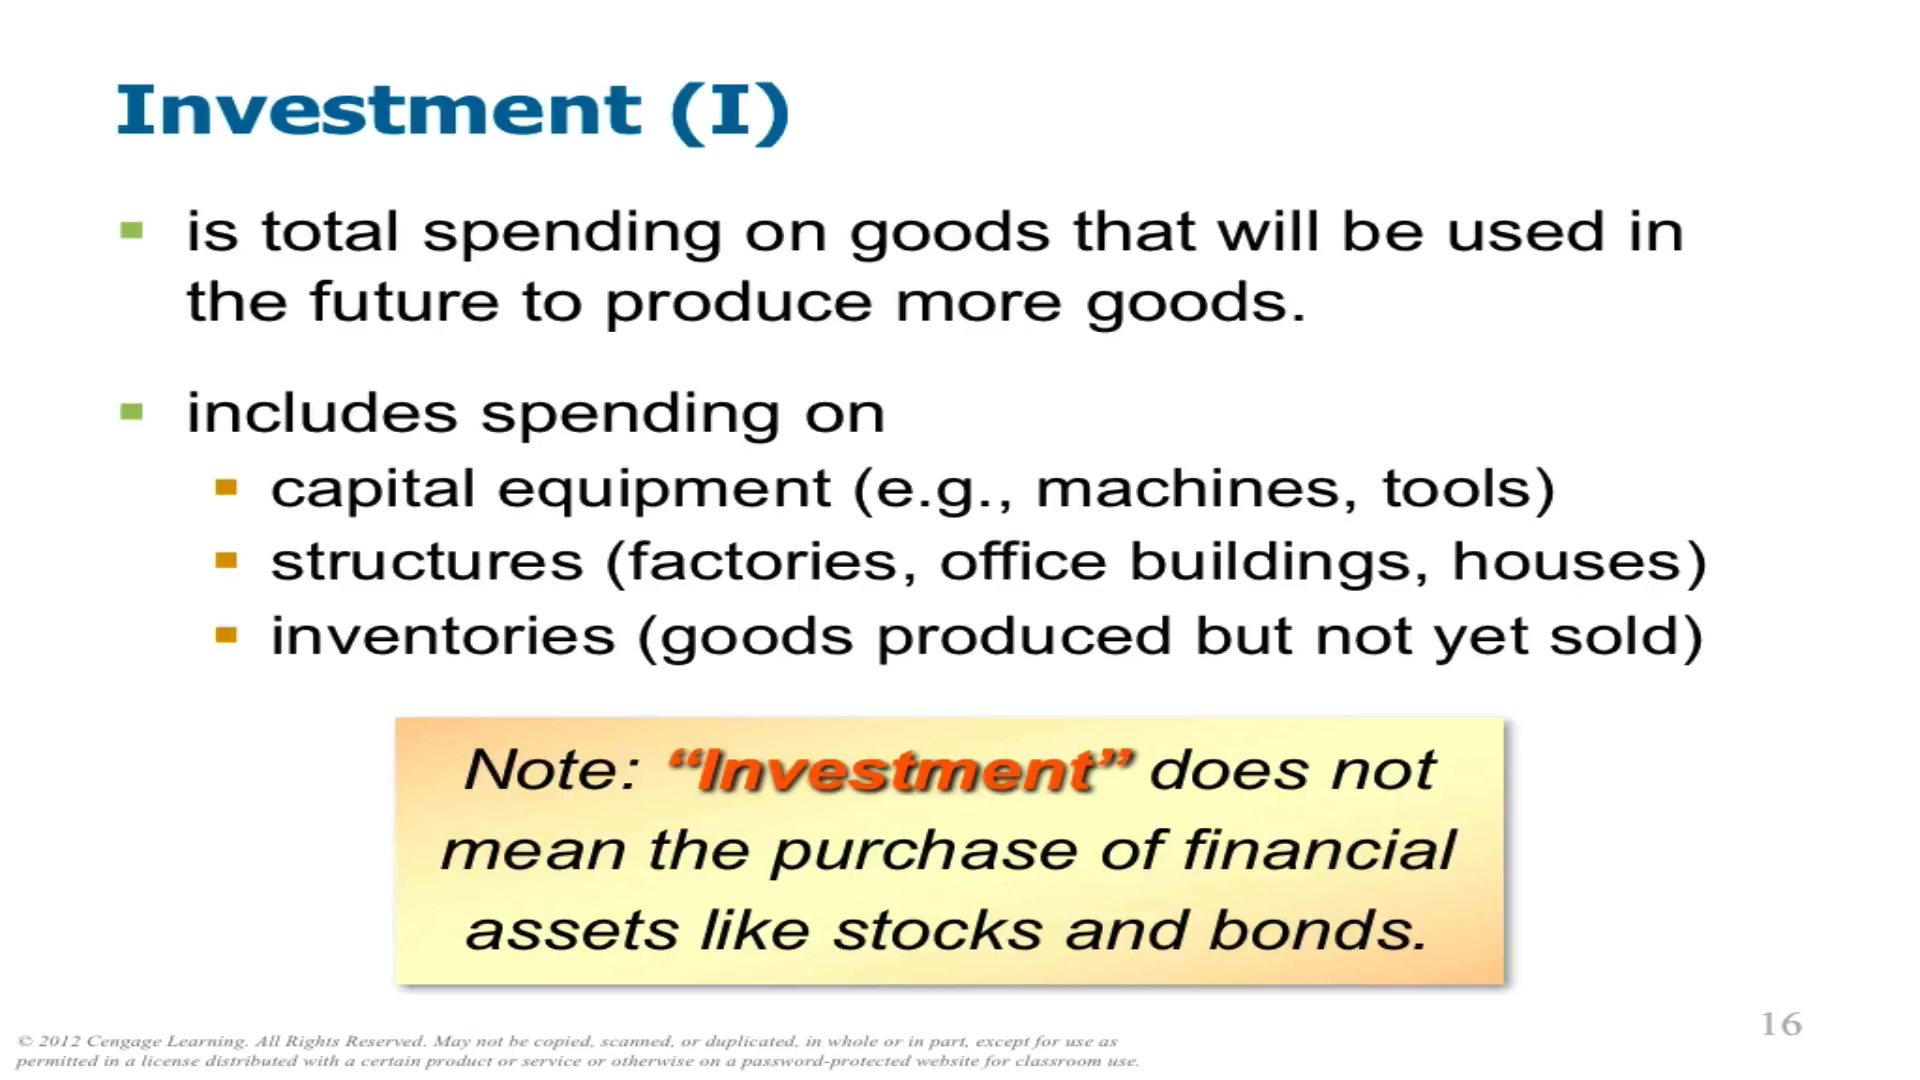 Investment (I)
is total spending on goods that will be used in
the future to produce more goods.
includes spending on
capital equipment (e.g., machines, tools)
structures (factories, office buildings, houses)
inventories (goods produced but not yet sold)
Note: “Investment” does not
mean the purchase of financial
assets like stocks and bonds.
16
© 2012 Cengage Learning. All Rights Reserved. May not be copied, scanned, or duplicated, in whole or in part, except for use as
permitted in a license distributed with a certain product or service or otherwise on a password-protected website for classroom use.